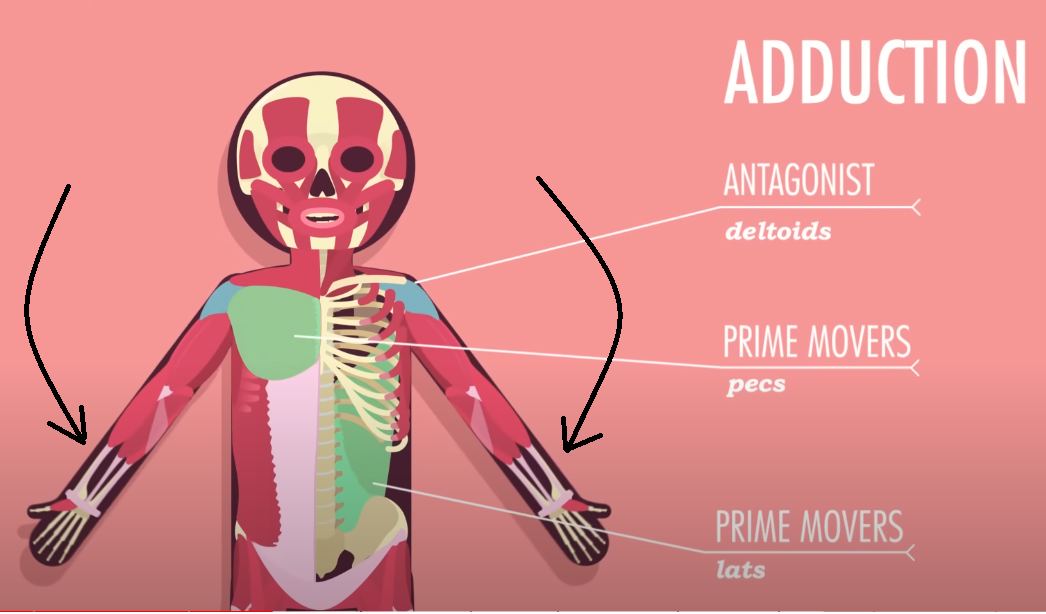 ADDUCTION
ANTAGONIST
deltoids
PRIME MOVERS
pecs
PRIME MOVERS
lats